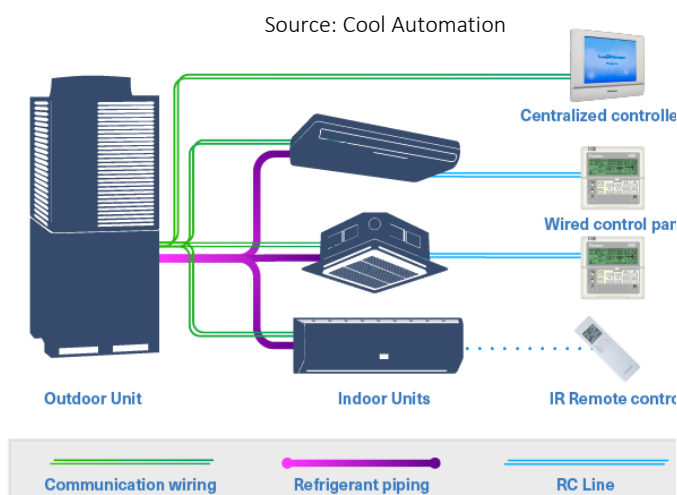 Source: Cool Automation
Centralized controlle
Wired control pan
Outdoor Unit
Indoor Units
IR Remote contro
Communication wiring
Refrigerant piping
RC Line